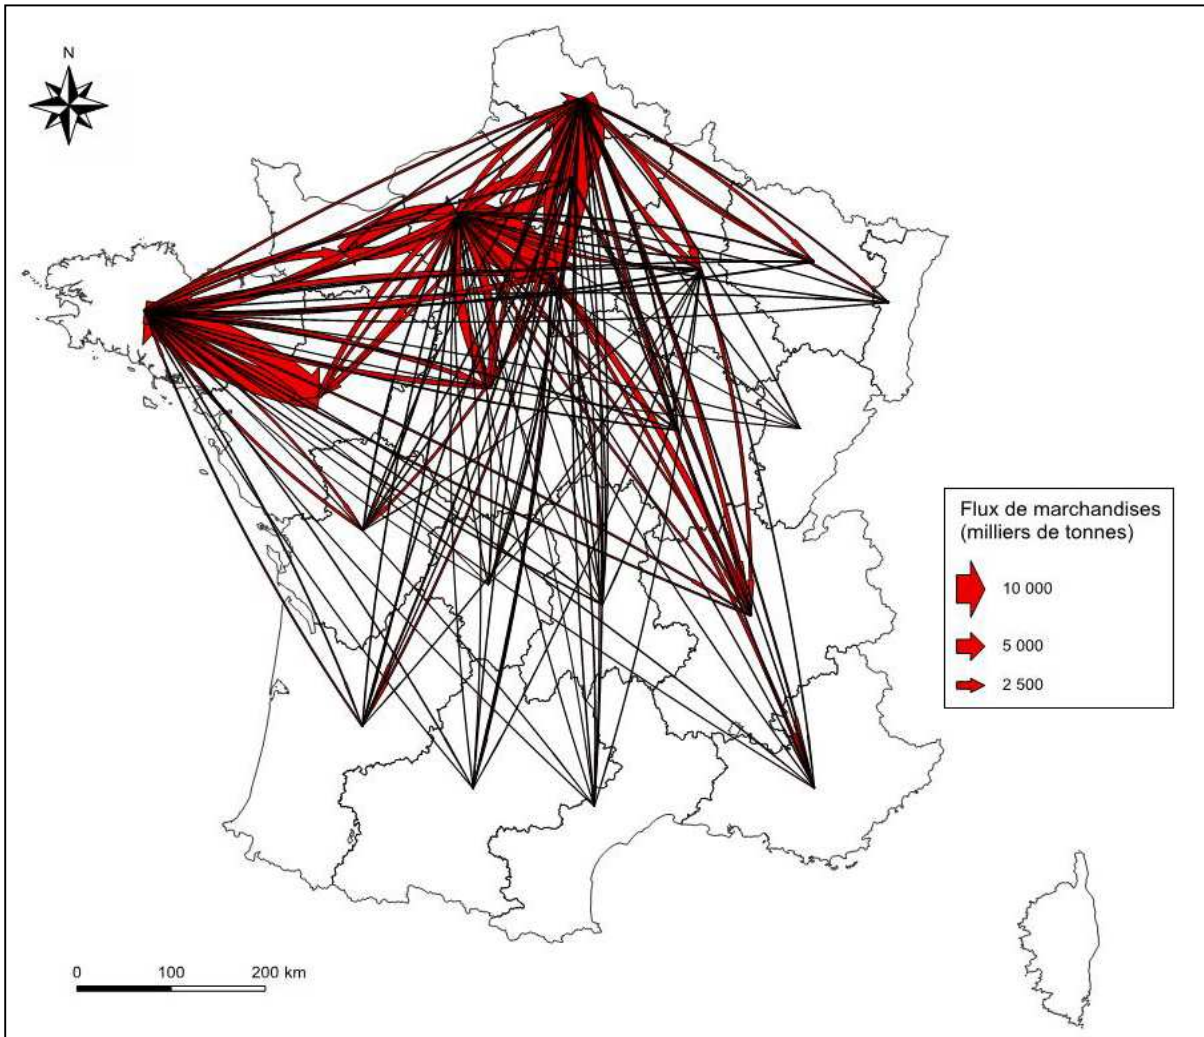 N
Flux de marchandises
(milliers de tonnes)
10 000
5 000
2 500
0 100 200 km